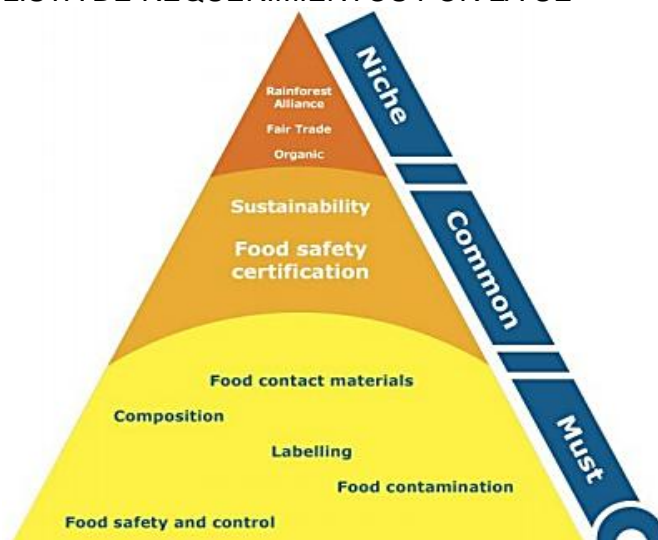 Niche
Rainforest
Alliance
Fair Trade
Organic
Sustainability
Food safety
certification
Common
Food contact materials
Composition
Labelling
Food contamination
Food safety and control
Must